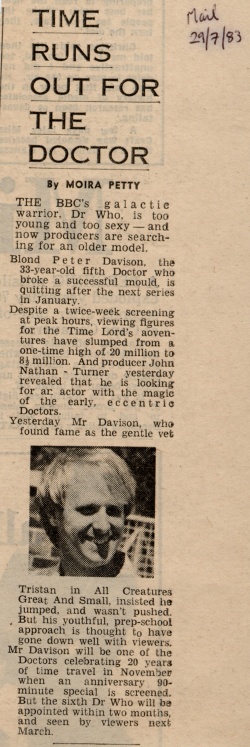 Mail
29/7/83
TIME
RUNS
OUT FOR
THE
DOCTOR
By MOIRA PETTY
THE BBC's galactic
warrior, Dr Who, is too
young and too sexy — and
now producers are search-
ing for an older model.
Blond Peter Davison, the
33-year-old fifth Doctor who
broke a successful mould, is
quitting after the next series
in January.
Despite a twice-week screening
at peak hours, viewing figures
for the Time Lord's adven-
tures have slumped from a
one-time high of 20 million to
8½ million. And producer John
Nathan - Turner yesterday
revealed that he is looking
for an actor with the magic
of the early, eccentric
Doctors.
Yesterday Mr Davison, who
found fame as the gentle vet
Tristan in All Creatures
Great And Small, insisted he
jumped, and wasn't pushed.
But his youthful, prep-school
approach is thought to have
gone down well with viewers.
Mr Davison will be one of the
Doctors celebrating 20 years
of time travel in November
when an anniversary 90-
minute special is screened.
But the sixth Dr Who will be
appointed within two months,
and seen by viewers next
March.